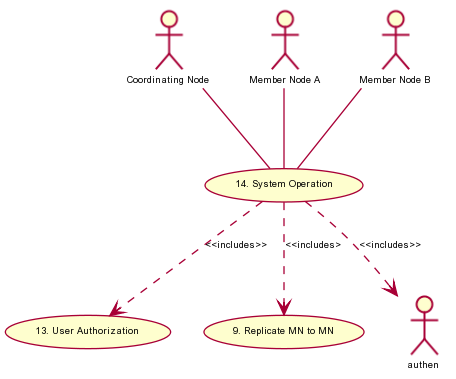 Coordinating Node
Member Node A
Member Node B
14. System Operation
<<includes>>
<<includes>
<<includes>>
13. User Authorization
9. Replicate MN to MN
authen